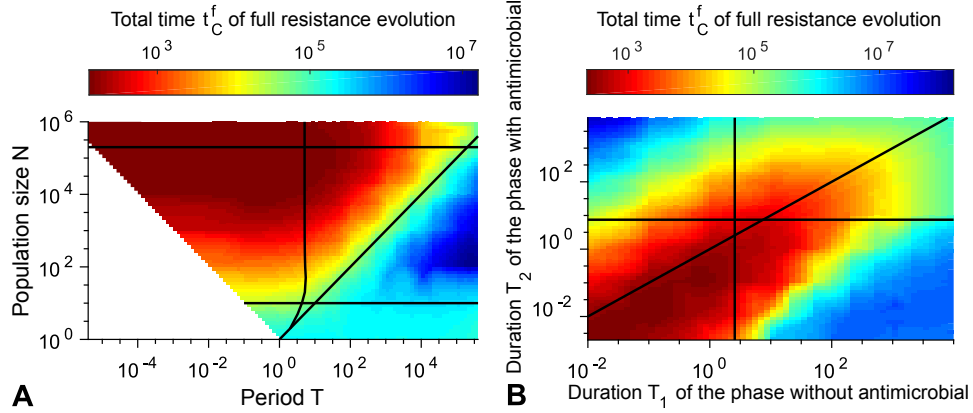 Total time t_C^f of full resistance evolution
10^3 10^5 10^7
Population size N
10^6
10^4
10^2
10^0
10^-4 10^-2 10^0 10^2 10^4
Period T
A
Total time t_C^f of full resistance evolution
10^3 10^5 10^7
Duration T_2 of the phase with antimicrobial
10^2
10^0
10^-2
10^-2 10^0 10^2
Duration T_1 of the phase without antimicrobial
B